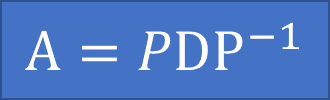 A = PDP⁻¹